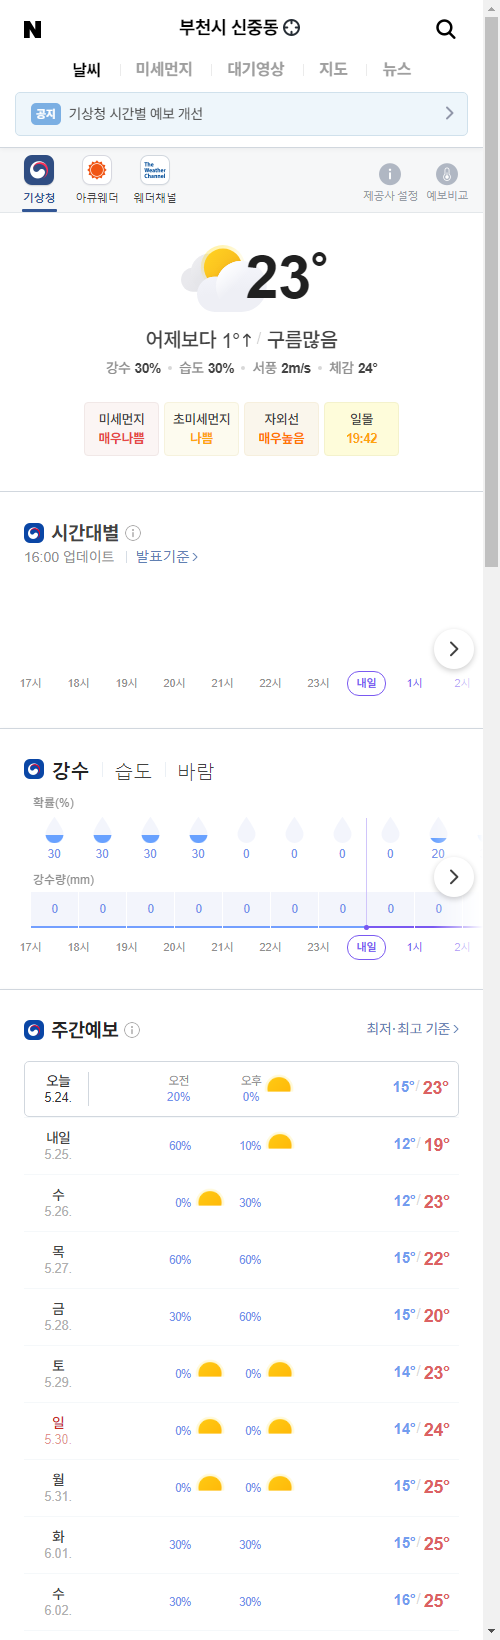 N 부천시 신중동
날씨 미세먼지 대기영상 지도 뉴스
공지 기상청 시간별 예보 개선
The Weather Channel
기상청 아큐웨더 웨더채널 제공사 설정 예보비교
23°
어제보다 1°↑ / 구름많음
강수 30% • 습도 30% • 서풍 2m/s • 체감 24°
미세먼지 초미세먼지 자외선 일몰
매우나쁨 나쁨 매우높음 19:42
시간대별
16:00 업데이트 발표기준 >
17시 18시 19시 20시 21시 22시 23시 내일 1시 2시
강수 습도 바람
확률(%)
30 30 30 30 0 0 0 0 20
강수량(mm)
0 0 0 0 0 0 0 0 0
17시 18시 19시 20시 21시 22시 23시 내일 1시 2시
주간예보 최저·최고 기준 >
오늘 오전 오후
5.24. 20% 0% 15°/ 23°
내일
5.25. 60% 10% 12°/ 19°
수
5.26. 0% 30% 12°/ 23°
목
5.27. 60% 60% 15°/ 22°
금
5.28. 30% 60% 15°/ 20°
토
5.29. 0% 0% 14°/ 23°
일
5.30. 0% 0% 14°/ 24°
월
5.31. 0% 0% 15°/ 25°
화
6.01. 30% 30% 15°/ 25°
수
6.02. 30% 30% 16°/ 25°